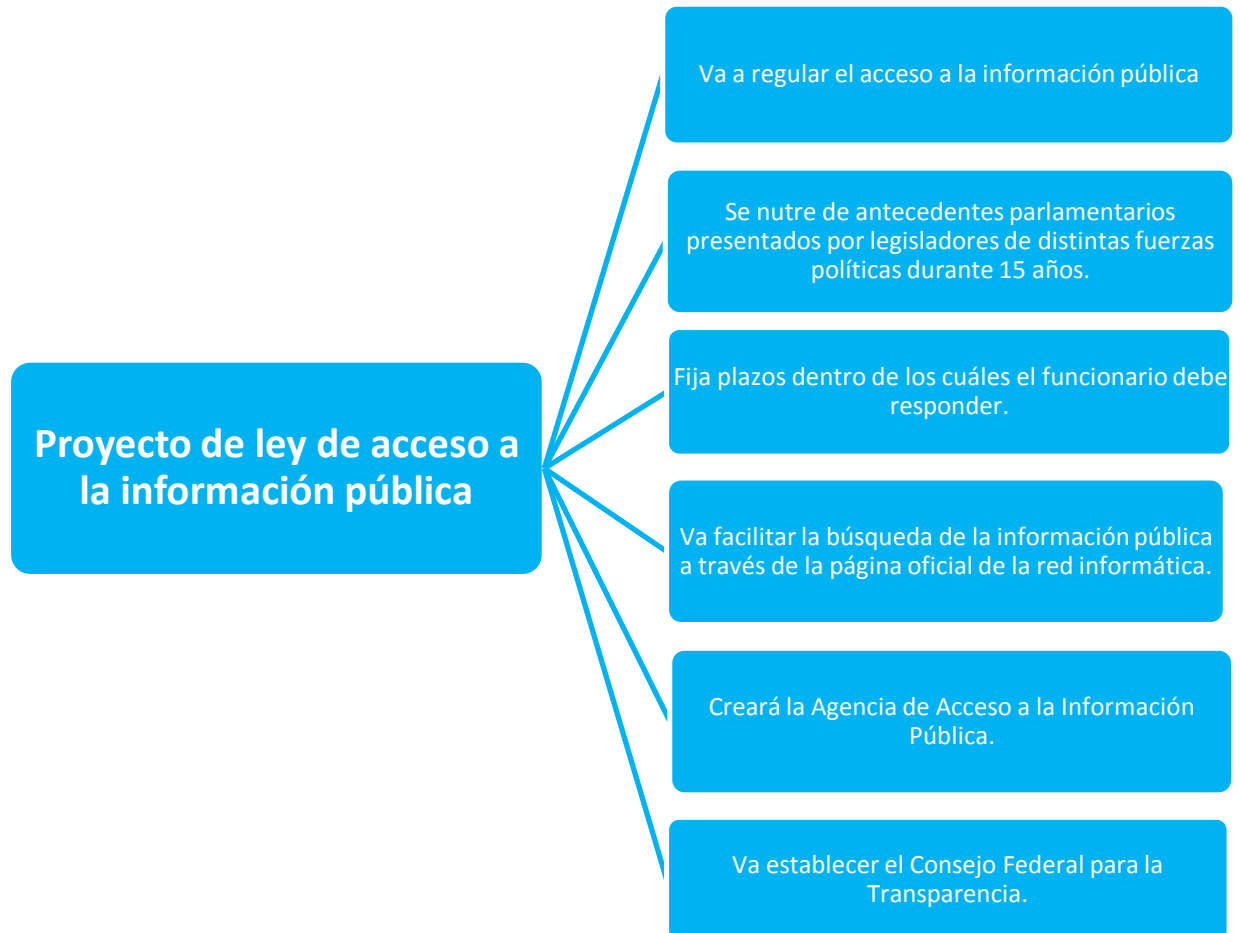 Va a regular el acceso a la información pública
Se nutre de antecedentes parlamentarios
presentados por legisladores de distintas fuerzas
políticas durante 15 años.
Fija plazos dentro de los cuáles el funcionario debe
responder.
Proyecto de ley de acceso a
la información pública
Va facilitar la búsqueda de la información pública
a través de la página oficial de la red informática.
Creará la Agencia de Acceso a la Información
Pública.
Va establecer el Consejo Federal para la
Transparencia.